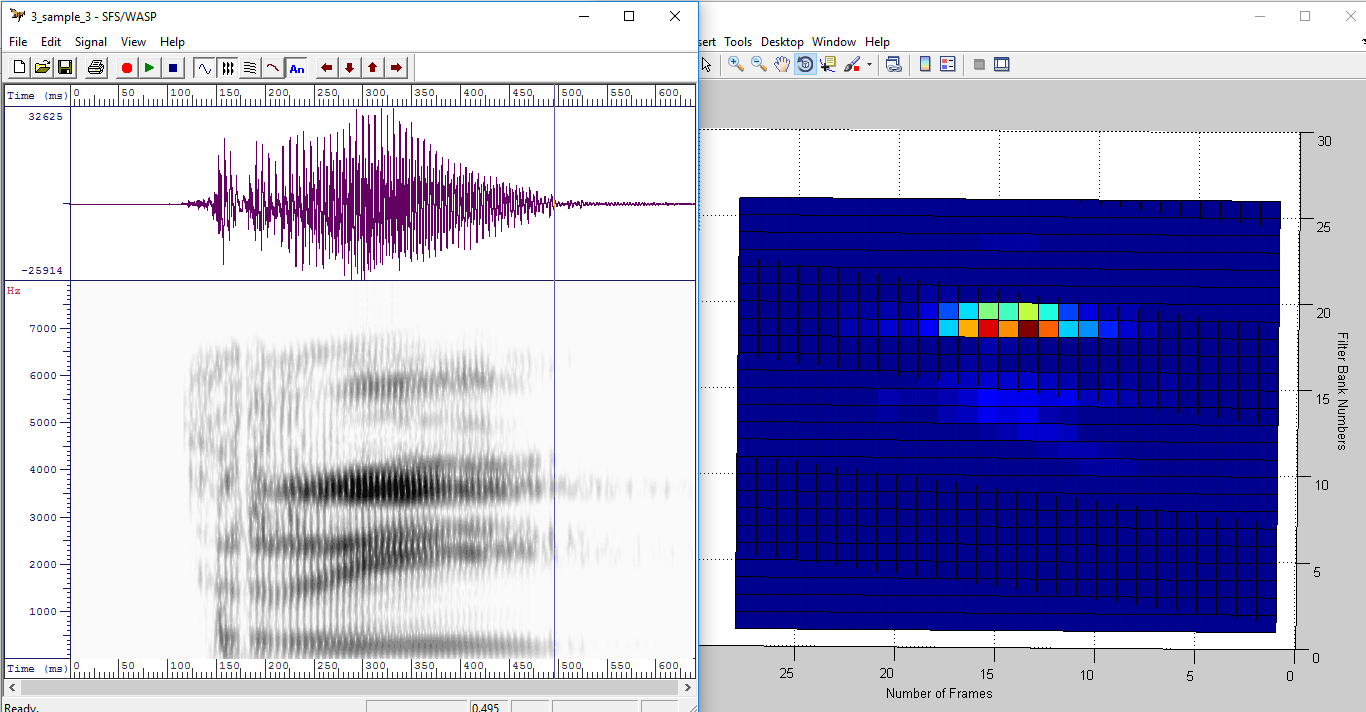 3_sample_3 - SFS/WASP
File Edit Signal View Help
An
Time (ms) 0 50 100 150 200 250 300 350 400 450 500 550 600
32625
-25914
Hz
7000
6000
5000
4000
3000
2000
1000
Time (ms) 0 50 100 150 200 250 300 350 400 450 500 550 600
Ready. 0.495
sert Tools Desktop Window Help
30
25
20
15
10
5
0
Filter Bank Numbers
25 20 15 10 5 0
Number of Frames